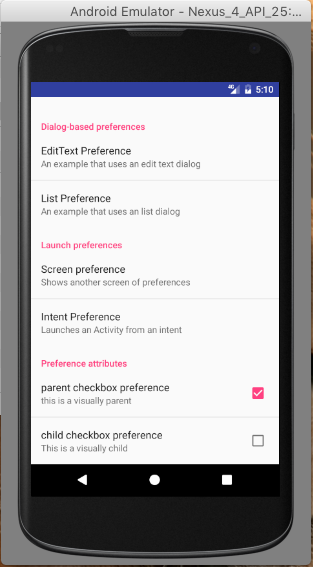 Android Emulator - Nexus_4_API_25:...
4G 5:10
Dialog-based preferences
EditText Preference
An example that uses an edit text dialog
List Preference
An example that uses an list dialog
Launch preferences
Screen preference
Shows another screen of preferences
Intent Preference
Launches an Activity from an intent
Preference attributes
parent checkbox preference
this is a visually parent
child checkbox preference
This is a visually child